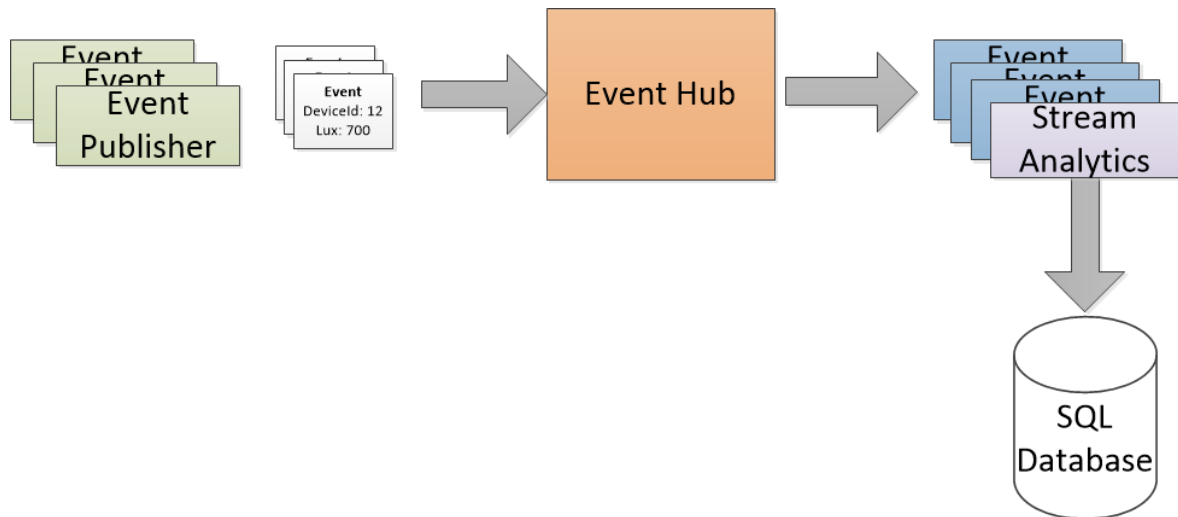 Event
Event
Event
Publisher
Event
DeviceId: 12
Lux: 700
Event Hub
Event
Event
Event
Stream
Analytics
SQL
Database